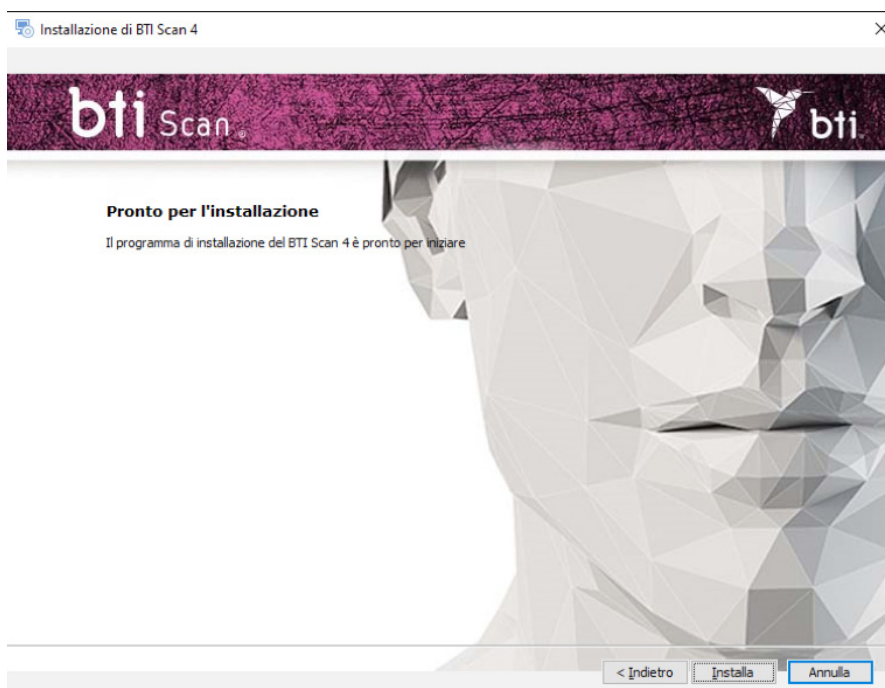 Installazione di BTI Scan 4
bti Scan®
bti
Pronto per l'installazione
Il programma di installazione del BTI Scan 4 è pronto per iniziare
< Indietro
Installa
Annulla